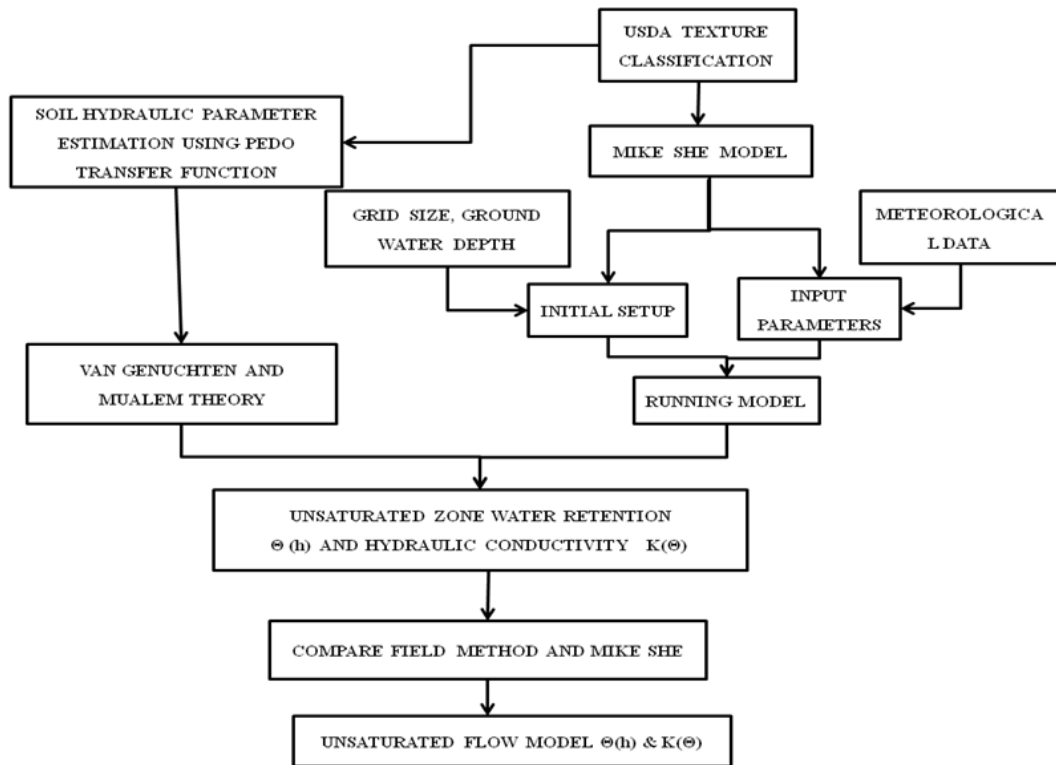 USDA TEXTURE
CLASSIFICATION
SOIL HYDRAULIC PARAMETER
ESTIMATION USING PEDO
TRANSFER FUNCTION
MIKE SHE MODEL
GRID SIZE, GROUND
WATER DEPTH
METEOROLOGICA
L DATA
INITIAL SETUP
INPUT
PARAMETERS
VAN GENUCHTEN AND
MUALEM THEORY
RUNNING MODEL
UNSATURATED ZONE WATER RETENTION
Θ (h) AND HYDRAULIC CONDUCTIVITY K(Θ)
COMPARE FIELD METHOD AND MIKE SHE
UNSATURATED FLOW MODEL Θ(h) & K(Θ)